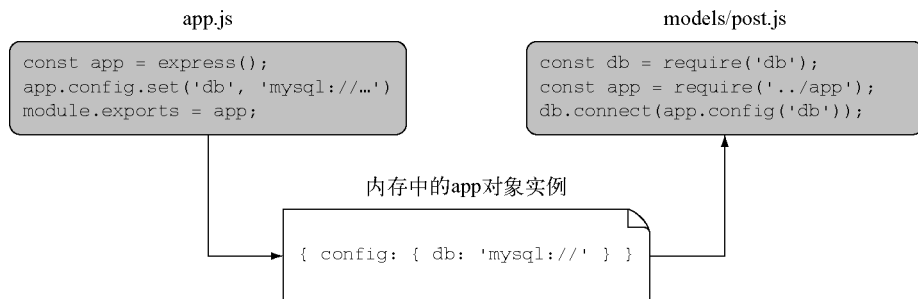 app.js
const app = express();
app.config.set('db', 'mysql://…')
module.exports = app;
models/post.js
const db = require('db');
const app = require('../app');
db.connect(app.config('db'));
内存中的app对象实例
{ config: { db: 'mysql://' } }